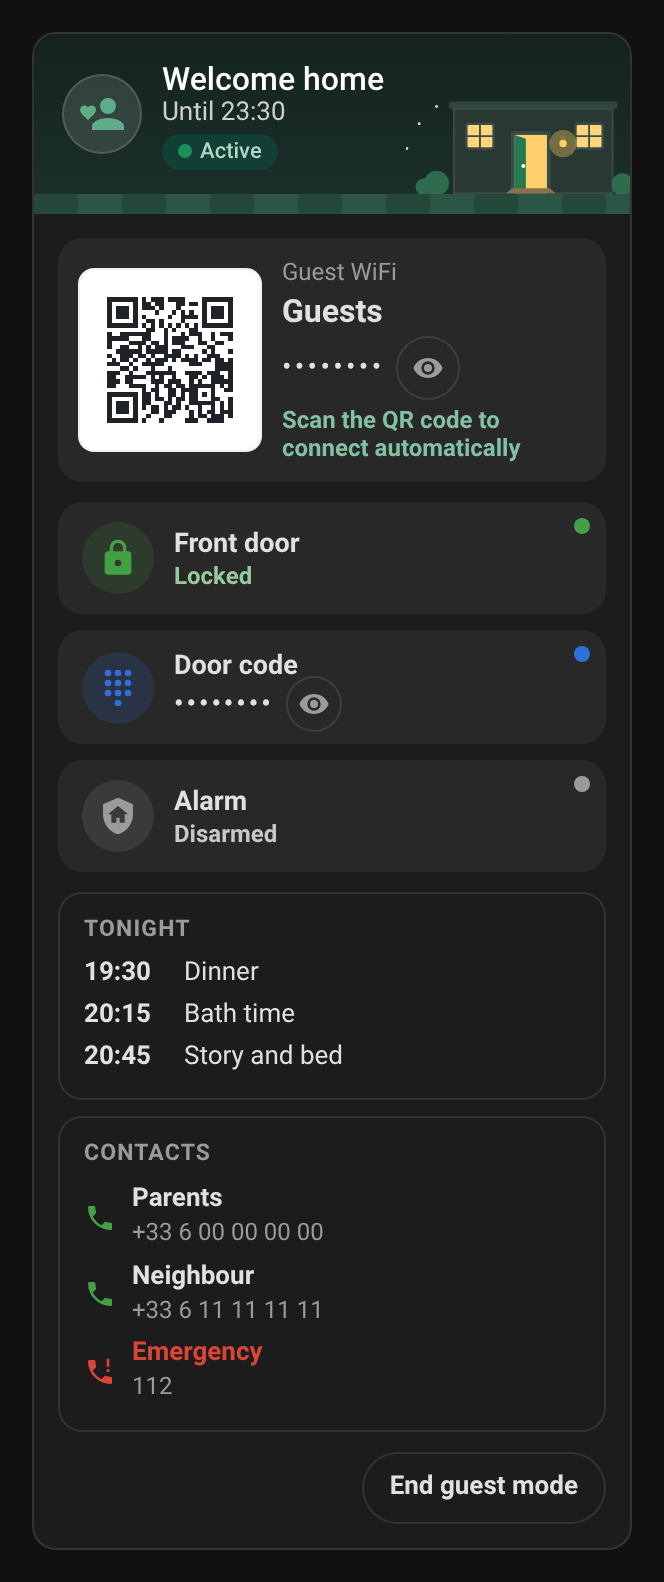 Welcome home
Until 23:30
Active
Guest WiFi
Guests
••••••••
Scan the QR code to
connect automatically
Front door
Locked
Door code
••••••••
Alarm
Disarmed
TONIGHT
19:30 Dinner
20:15 Bath time
20:45 Story and bed
CONTACTS
Parents
+33 6 00 00 00 00
Neighbour
+33 6 11 11 11 11
Emergency
112
End guest mode